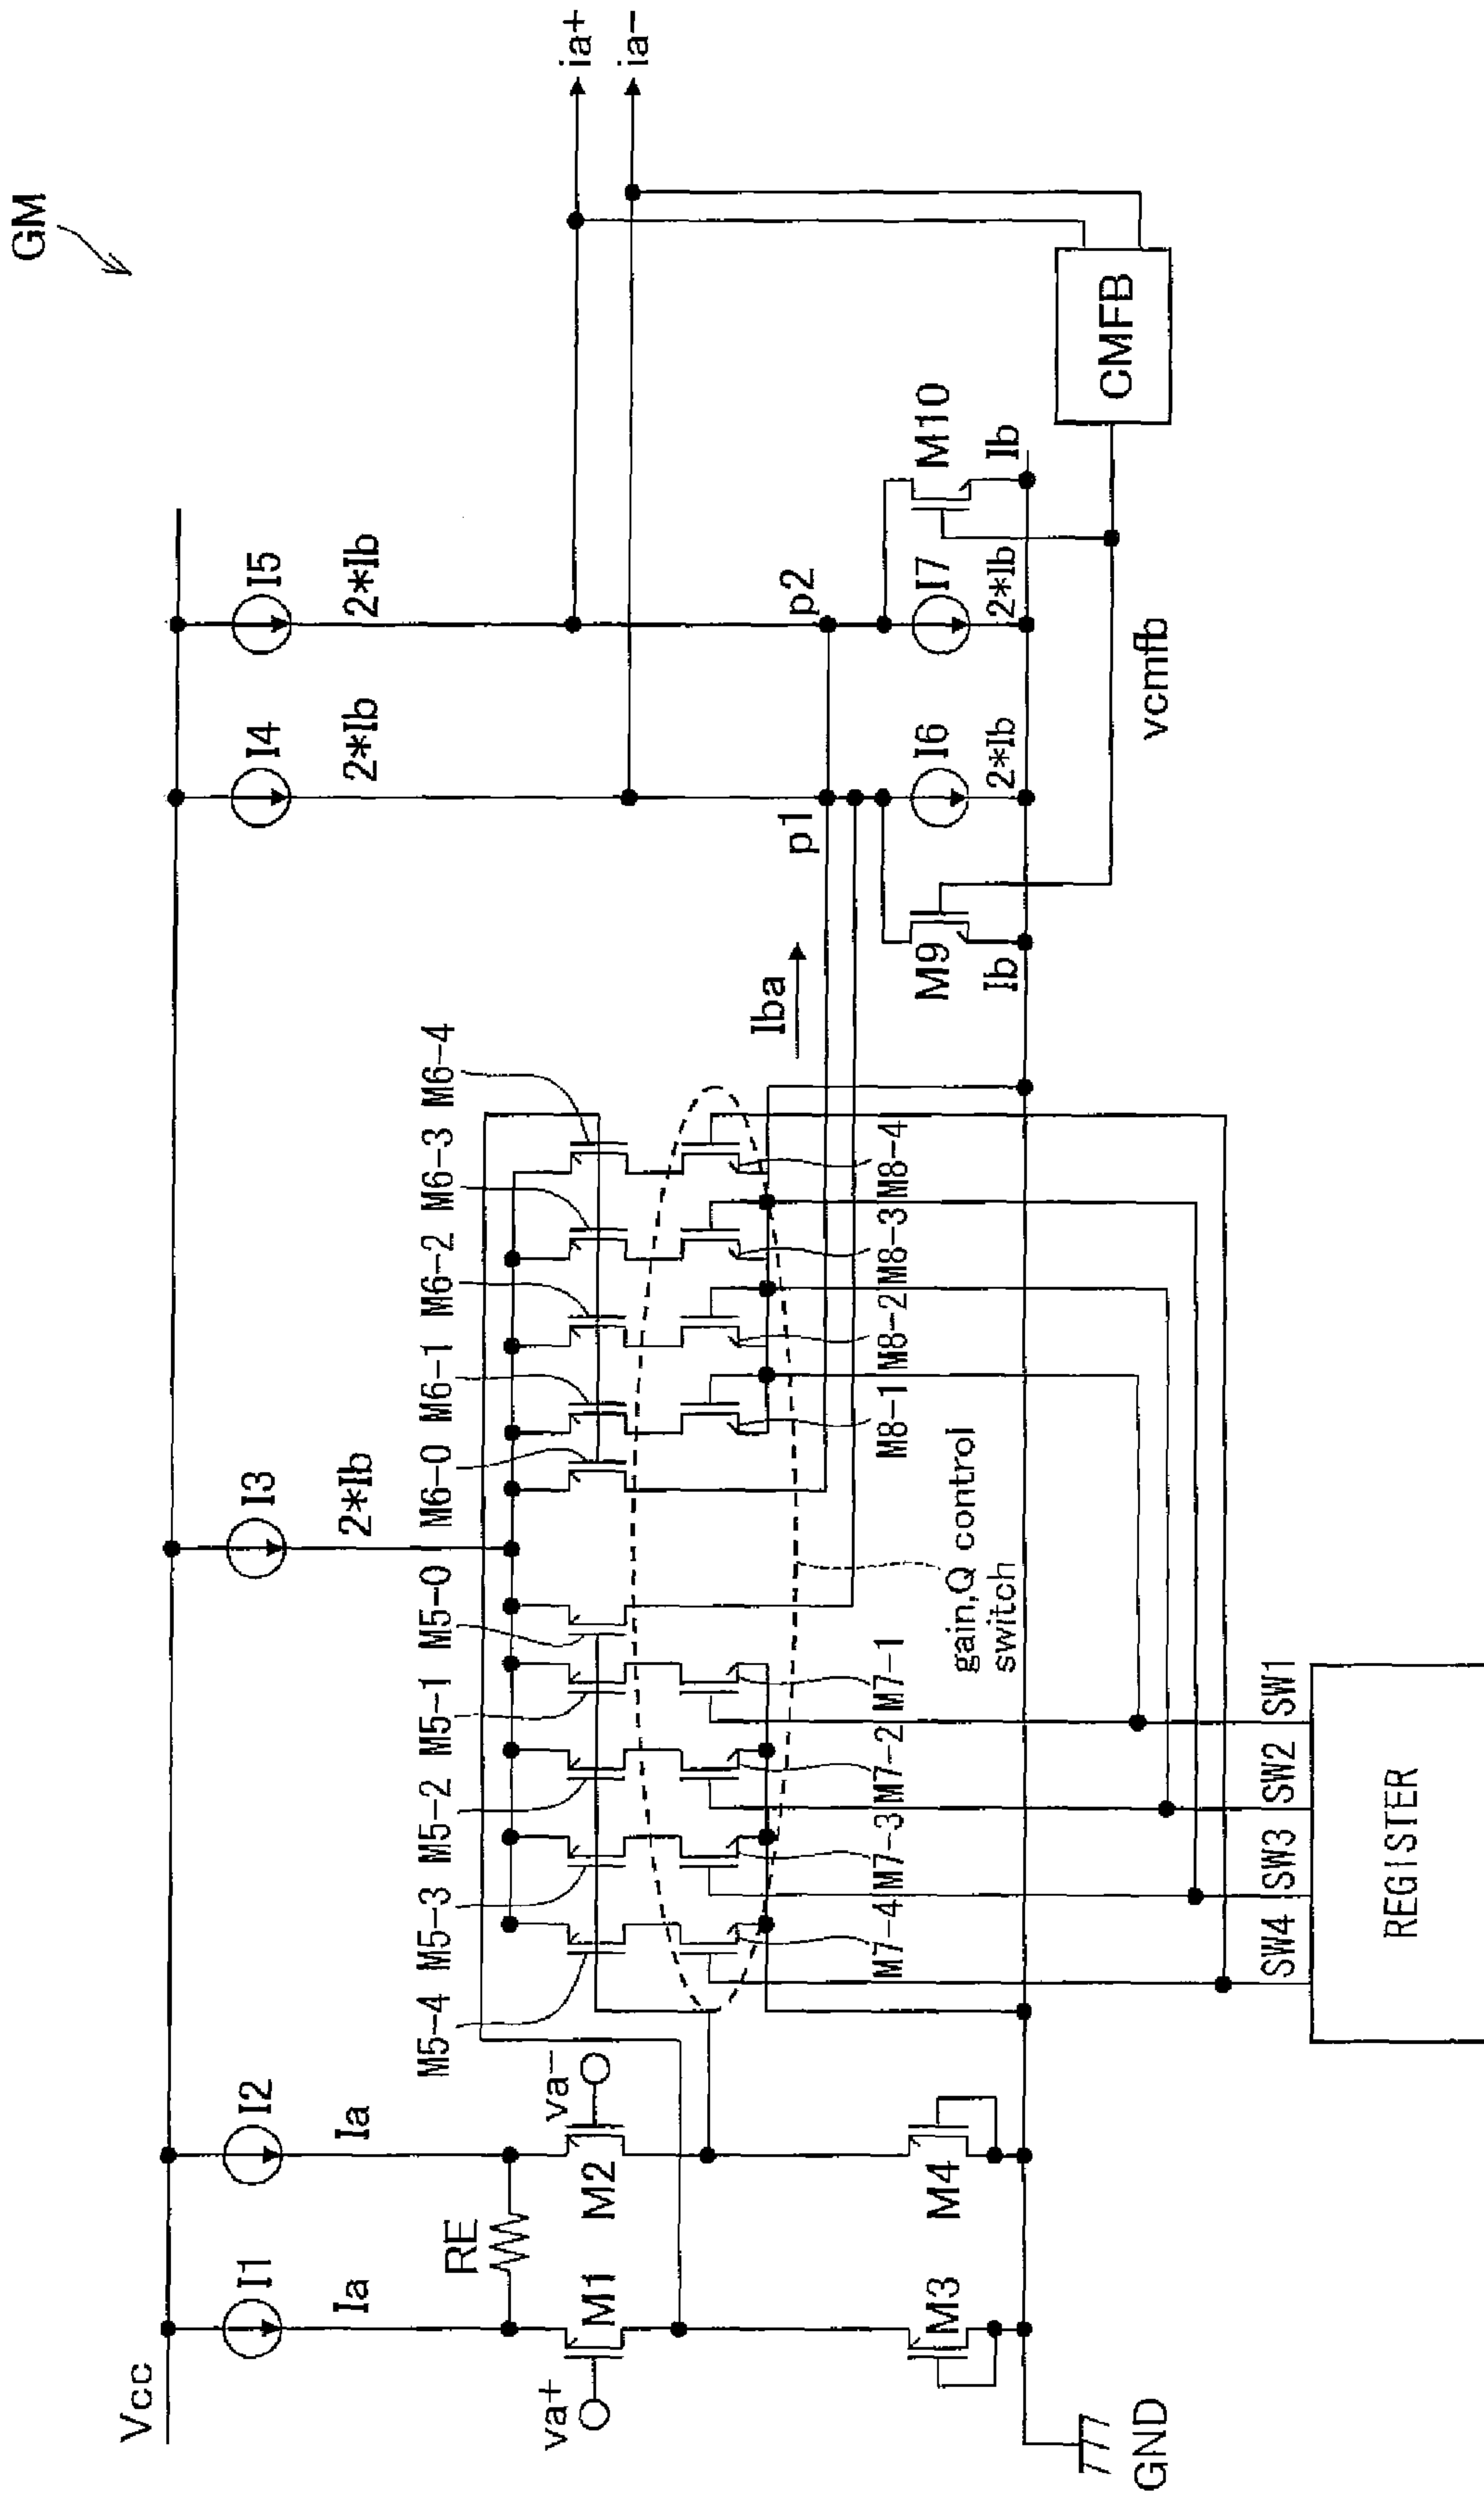 GM
Vcc
I1
Ia
I2
Ia
I3
2*Ib
I4
2*Ib
I5
2*Ib
ia+
ia-
RE
va+
M1
va-
M2
M3
M4
GND
M5-4
M5-3
M5-2
M5-1
M5-0
M6-0
M6-1
M6-2
M6-3
M6-4
M7-4
M7-3
M7-2
M7-1
M8-1
M8-2
M8-3
M8-4
gain,Q control
switch
Iba
p1
p2
M9
Ib
I6
2*Ib
I7
2*Ib
M10
Ib
vcmfb
CMFB
SW4
SW3
SW2
SW1
REGISTER